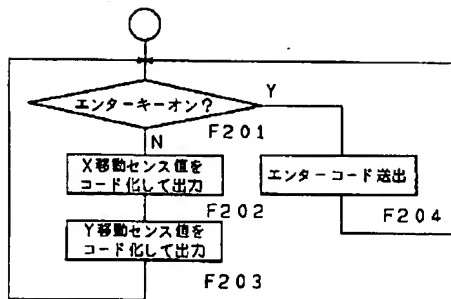 エンターキーオン?
Y
F201
N
X移動センス値を
コード化して出力
F202
エンターコード送出
F204
Y移動センス値を
コード化して出力
F203